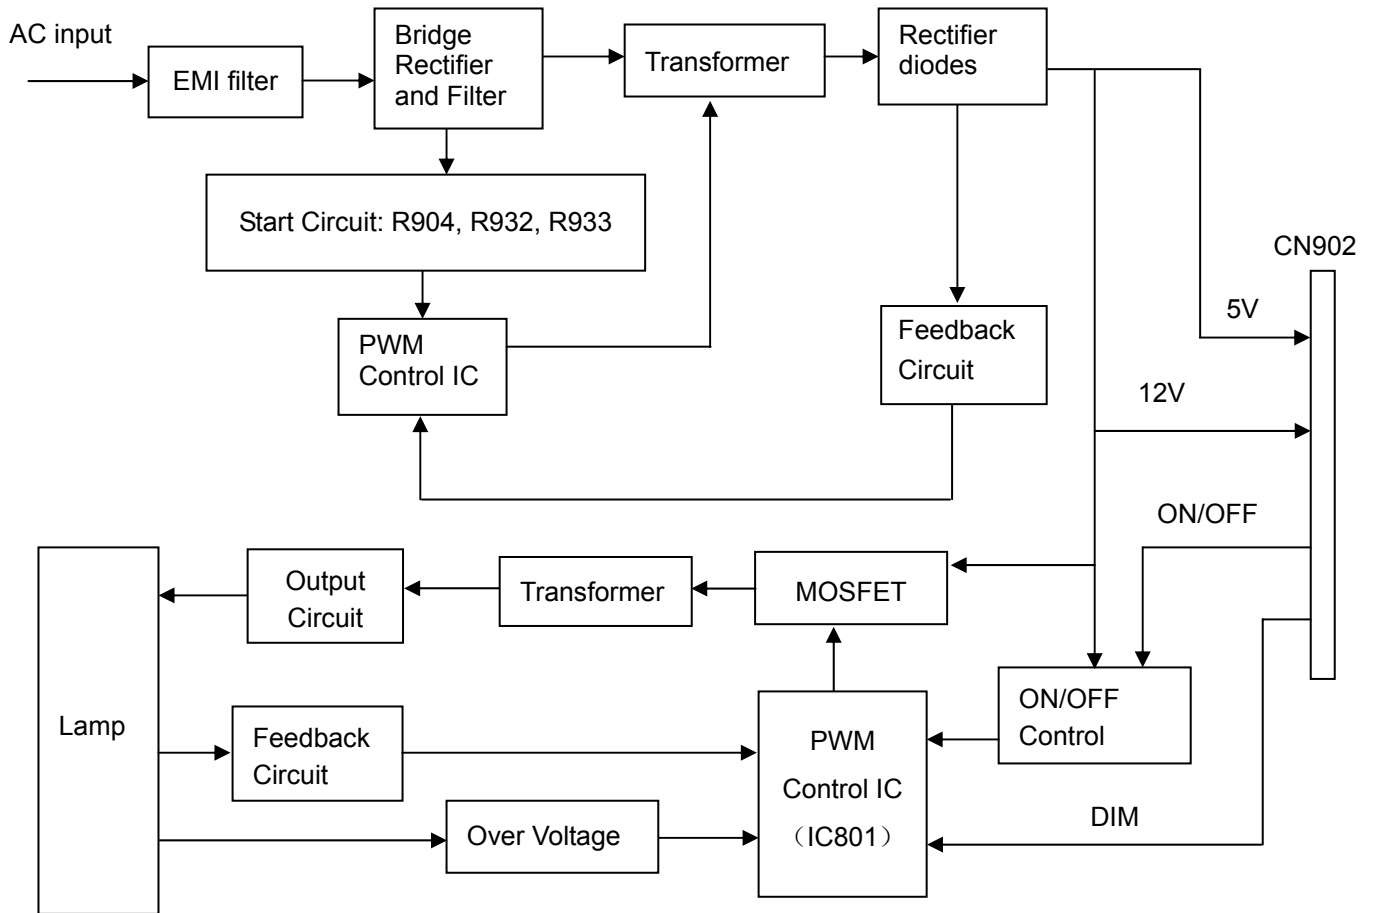 AC input
EMI filter
Bridge
Rectifier
and Filter
Transformer
Rectifier
diodes
Start Circuit: R904, R932, R933
CN902
PWM
Control IC
Feedback
Circuit
5V
12V
ON/OFF
Output
Circuit
Transformer
MOSFET
Lamp
Feedback
Circuit
PWM
Control IC
（IC801）
ON/OFF
Control
Over Voltage
DIM